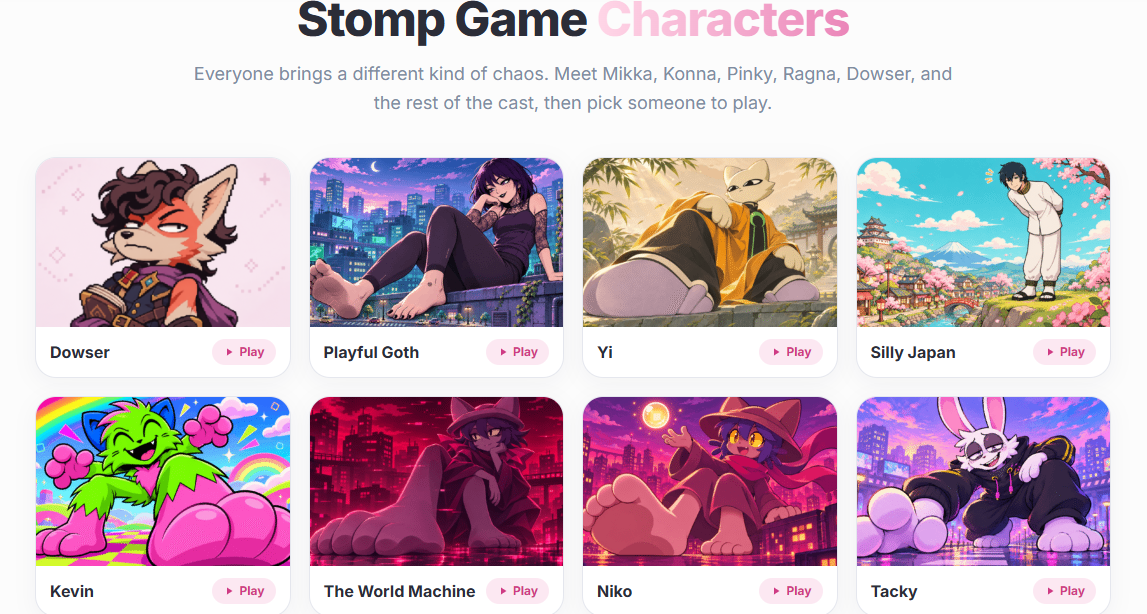 Stomp Game Characters
Everyone brings a different kind of chaos. Meet Mikka, Konna, Pinky, Ragna, Dowser, and
the rest of the cast, then pick someone to play.
Dowser
Play
Playful Goth
Play
Yi
Play
Silly Japan
Play
Kevin
Play
The World Machine
Play
Niko
Play
Tacky
Play